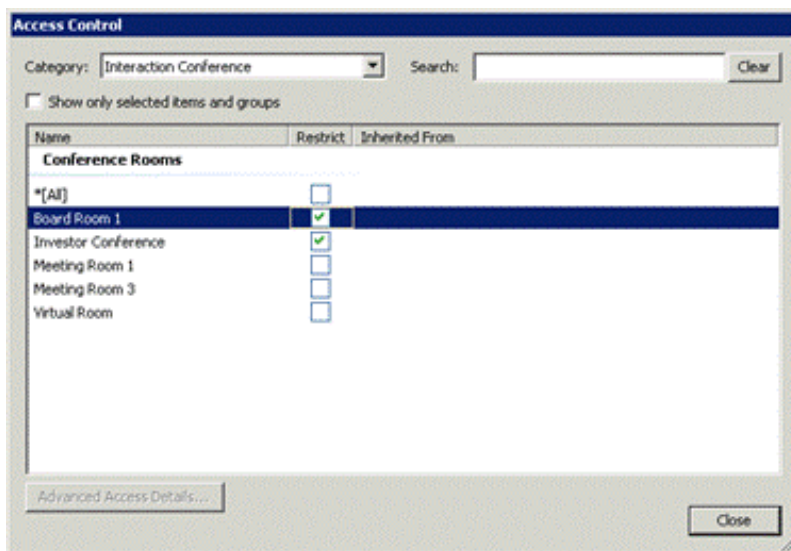 Access Control
Category: Interaction Conference Search: Clear
Show only selected items and groups
Name Restrict Inherited From
Conference Rooms
*[All]
Board Room 1
Investor Conference
Meeting Room 1
Meeting Room 3
Virtual Room
Advanced Access Details...
Close